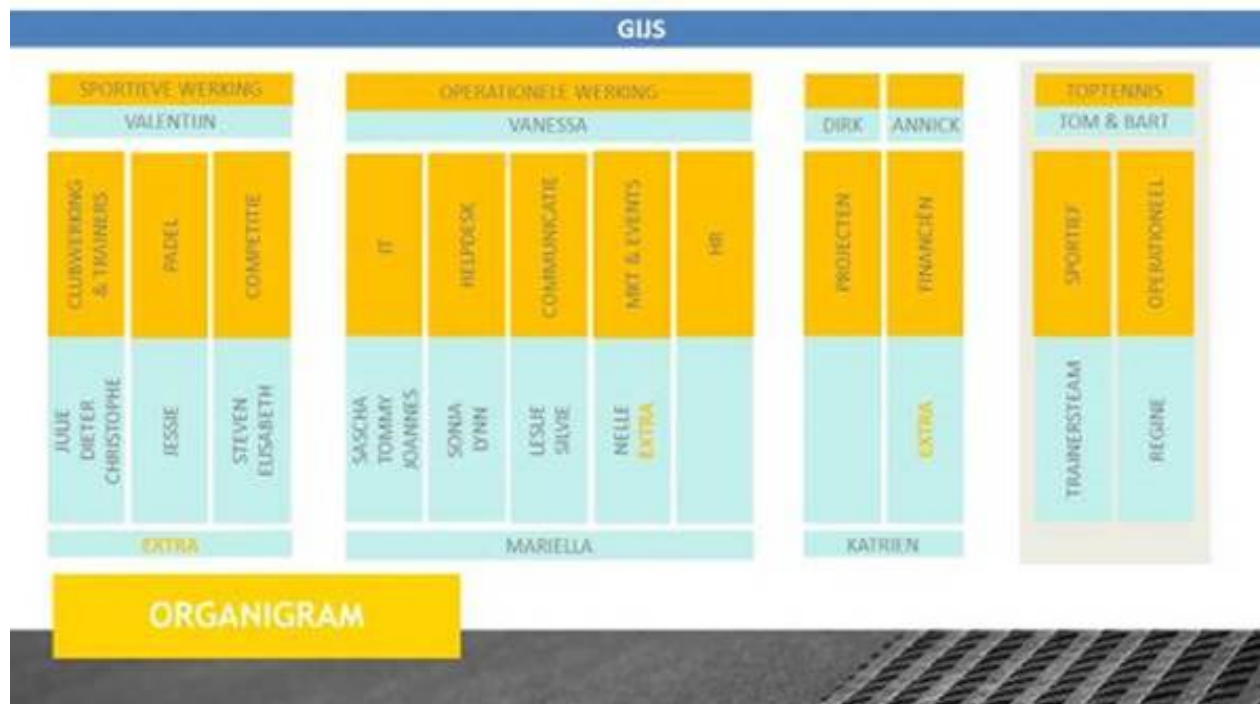 GIJS
SPORTIEVE WERKING
VALENTIJN
CLUBWERKING
& TRAINERS
PADEL
COMPETITIE
JULIE
DIETER
CHRISTOPHE
JESSIE
STEVEN
ELISABETH
EXTRA
OPERATIONELE WERKING
VANESSA
IT
HELPDESK
COMMUNICATIE
MKT & EVENTS
HR
SASCHA
TOMMY
JOANNES
SONJA
LYNN
LESLIE
SILVIE
NELLE
EXTRA
MARIELLA
DIRK
ANNICK
PROJECTEN
FINANCIËN
EXTRA
KATRIEN
TOPTENNIS
TOM & BART
SPORTIEF
OPERATIONEEL
TRAINERSTEAM
REGINE
ORGANIGRAM